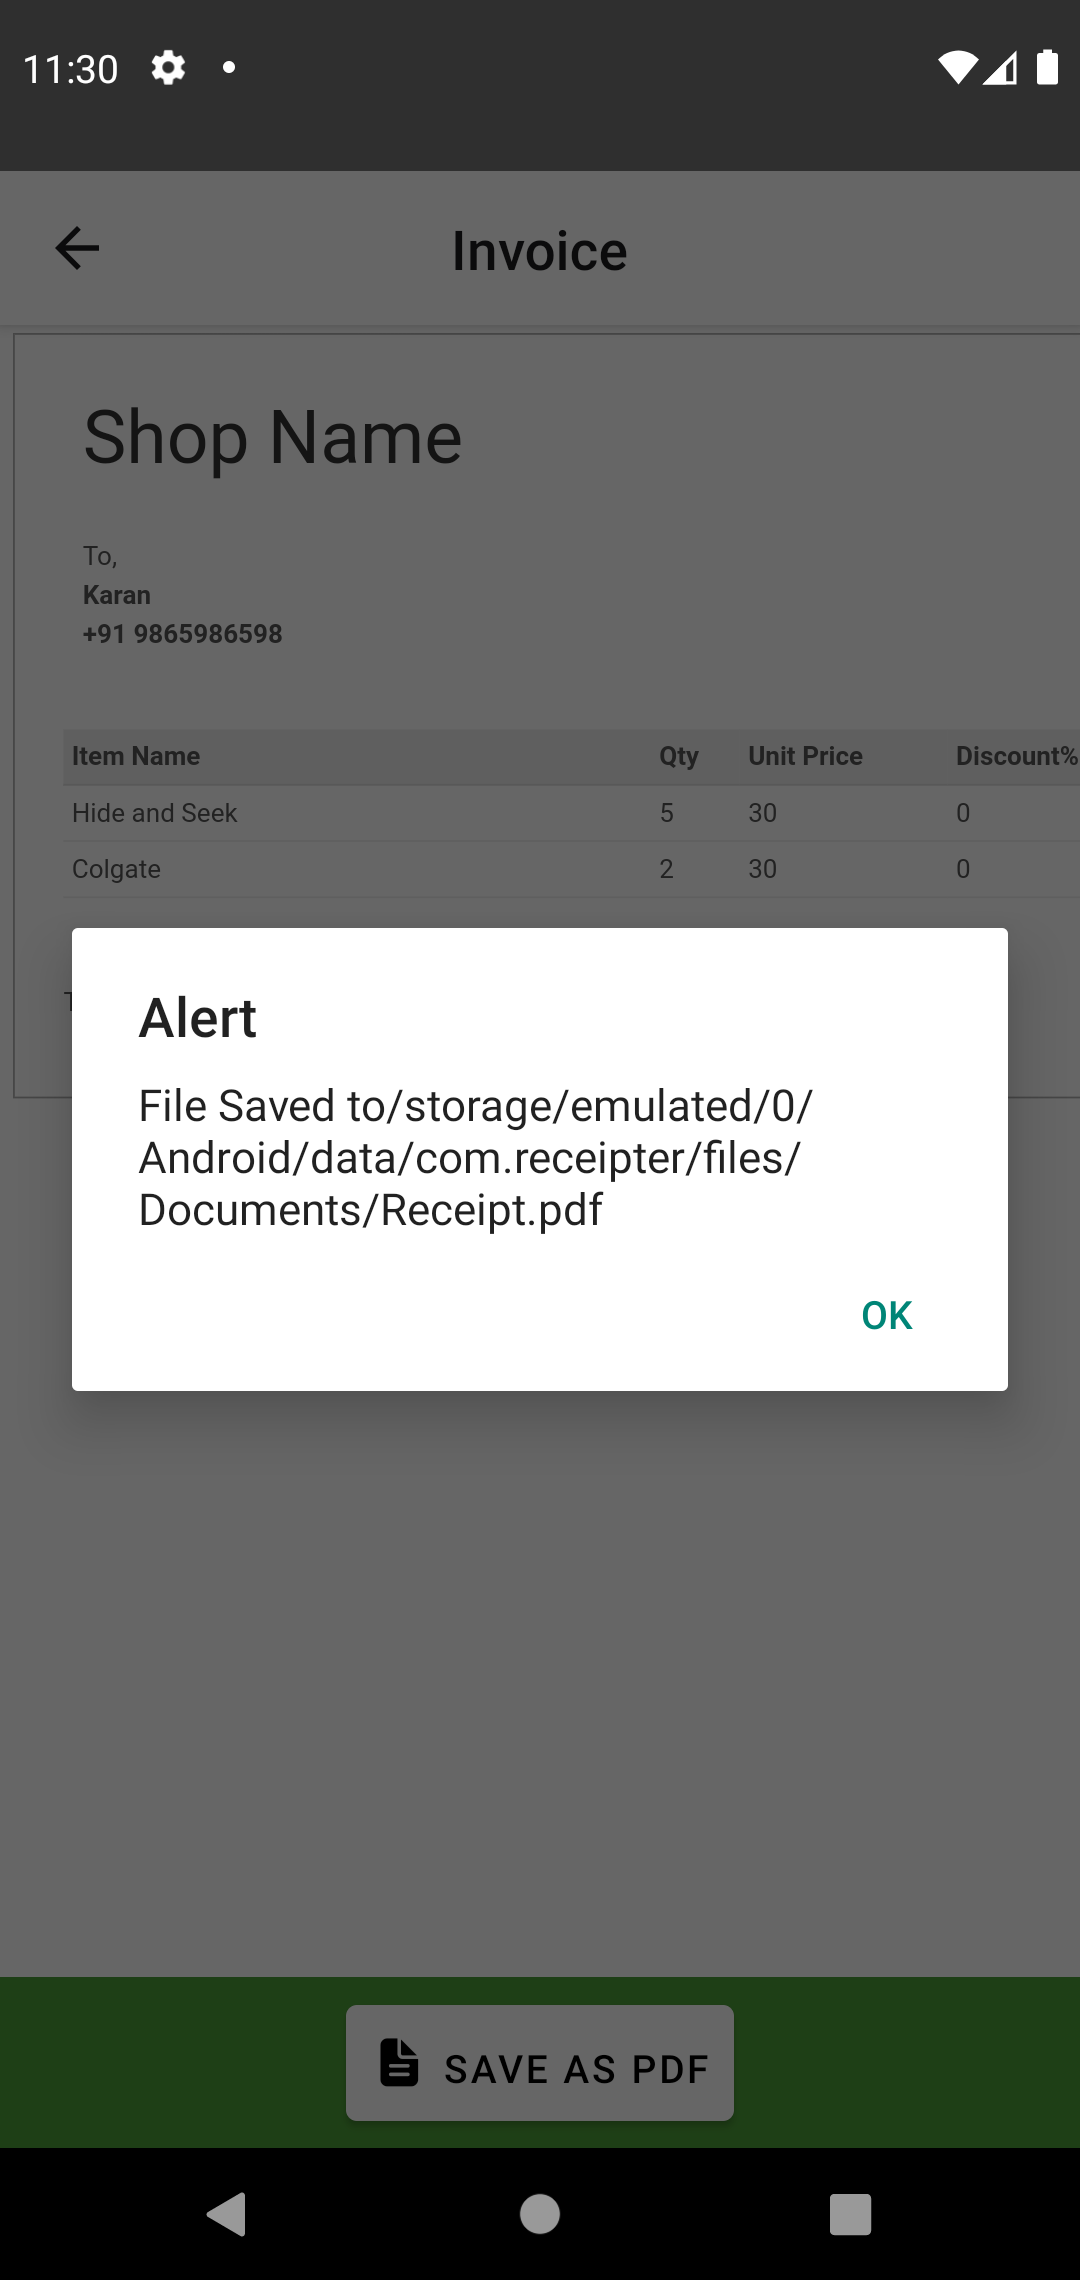 11:30
Invoice
Shop Name
To,
Karan
+91 9865986598
Item Name Qty Unit Price Discount%
Hide and Seek 5 30 0
Colgate 2 30 0
Alert
File Saved to/storage/emulated/0/
Android/data/com.receipter/files/
Documents/Receipt.pdf
OK
SAVE AS PDF